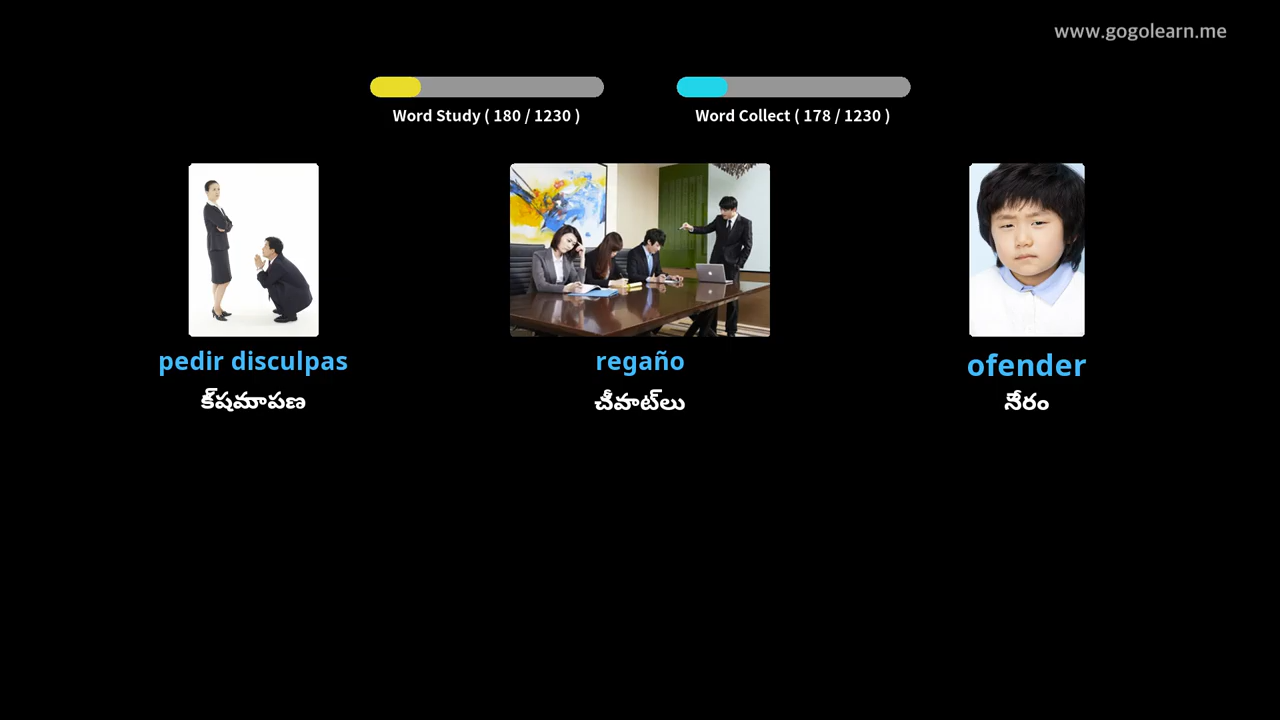 www.gogolearn.me
Word Study ( 180 / 1230 )
Word Collect ( 178 / 1230 )
pedir disculpas
regaño
ofender
క్షమాపణ
చీవాట్లు
నేరం